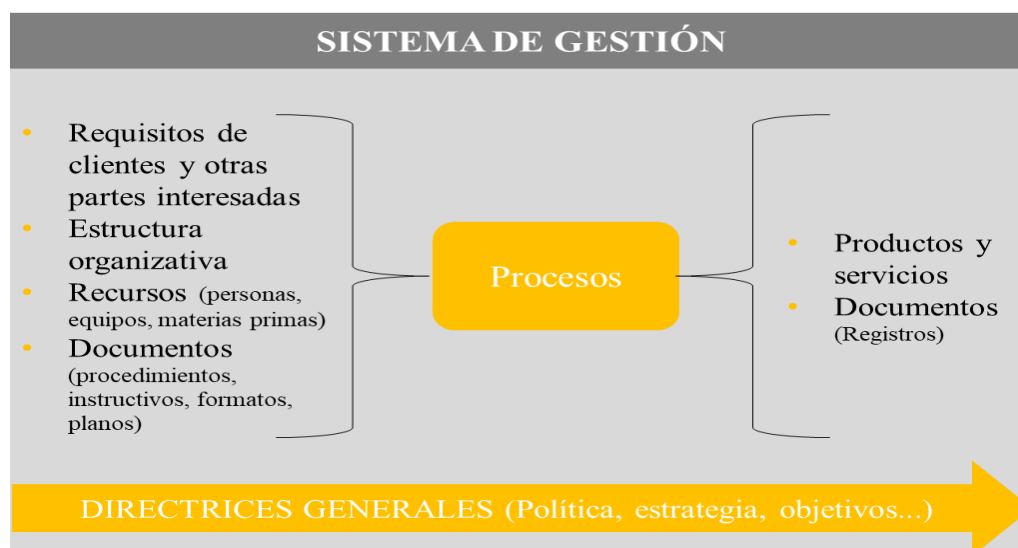 SISTEMA DE GESTIÓN
• Requisitos de
clientes y otras
partes interesadas
• Estructura
organizativa
• Recursos (personas,
equipos, materias primas)
• Documentos
(procedimientos,
instructivos, formatos,
planos)
Procesos
• Productos y
servicios
• Documentos
(Registros)
DIRECTRICES GENERALES (Política, estrategia, objetivos...)